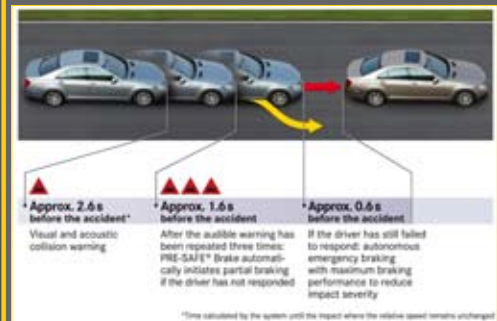 Approx. 2.6 s
before the accident*
Visual and acoustic
collision warning
Approx. 1.6 s
before the accident
After the audible warning has
been repeated three times:
PRE-SAFE® Brake automati-
cally initiates partial braking
if the driver has not responded
Approx. 0.6 s
before the accident
If the driver has still failed
to respond: autonomous
emergency braking
with maximum braking
performance to reduce
impact severity
*Time calculated by the system until the impact where the relative speed remains unchanged